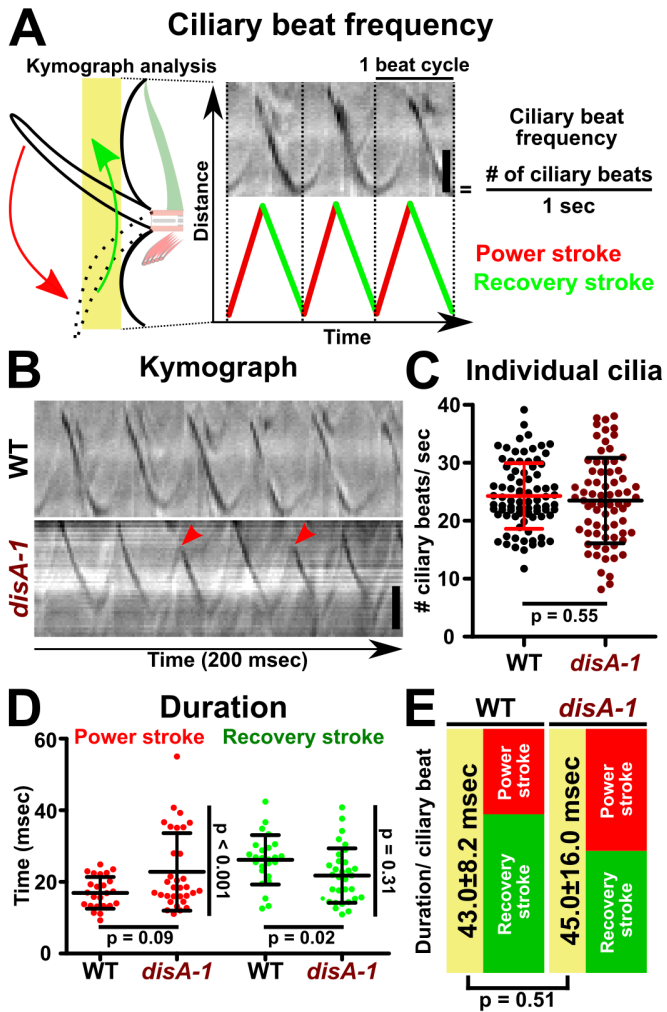 A Ciliary beat frequency
Kymograph analysis
1 beat cycle
Distance
Time
Ciliary beat
frequency
=
# of ciliary beats
1 sec
Power stroke
Recovery stroke
B Kymograph
WT
disA-1
Time (200 msec)
C Individual cilia
# ciliary beats/ sec
40
30
20
10
0
p = 0.55
WT
disA-1
D Duration
Power stroke
Recovery stroke
Time (msec)
60
40
20
0
p < 0.001
p = 0.31
p = 0.09
p = 0.02
WT
disA-1
WT
disA-1
E
WT
disA-1
Duration/ ciliary beat
43.0±8.2 msec
Power
stroke
Recovery
stroke
45.0±16.0 msec
Power
stroke
Recovery
stroke
p = 0.51